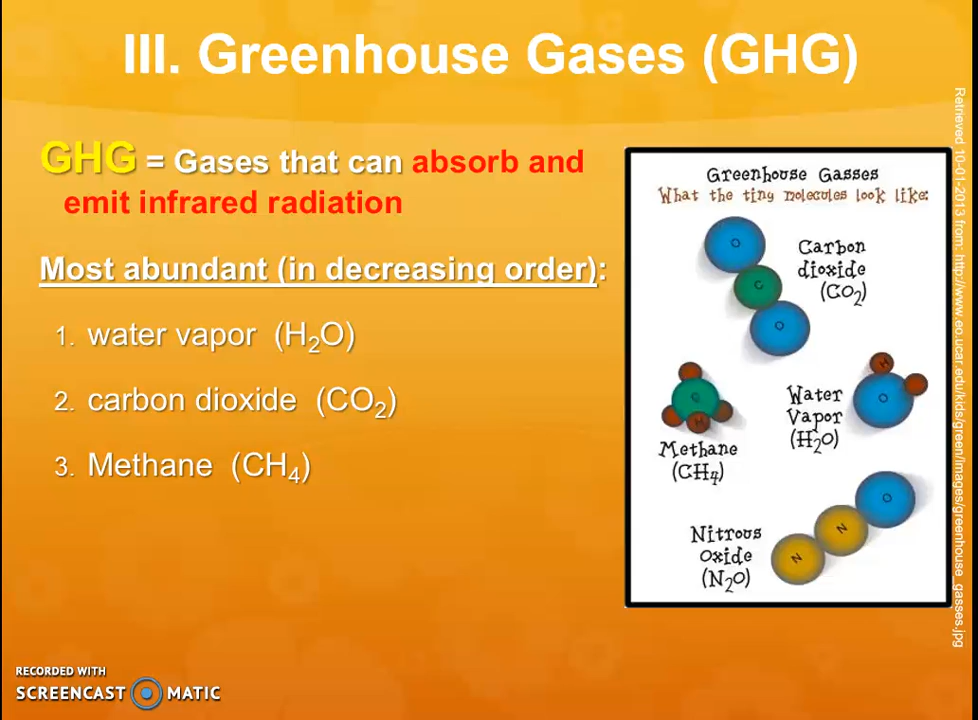 III. Greenhouse Gases (GHG)
GHG = Gases that can absorb and
emit infrared radiation
Most abundant (in decreasing order):
1. water vapor (H₂O)
2. carbon dioxide (CO₂)
3. Methane (CH₄)
Greenhouse Gasses
What the tiny molecules look like:
O
C
O
Carbon
dioxide
(CO₂)
H
O
Water
Vapor
(H₂O)
C
H
Methane
(CH₄)
O
N
N
Nitrous
Oxide
(N₂O)
Retrieved 10-01-2013 from: http://www.eo.ucar.edu/kids/green/images/greenhouse_gasses.jpg
RECORDED WITH
SCREENCAST MATIC